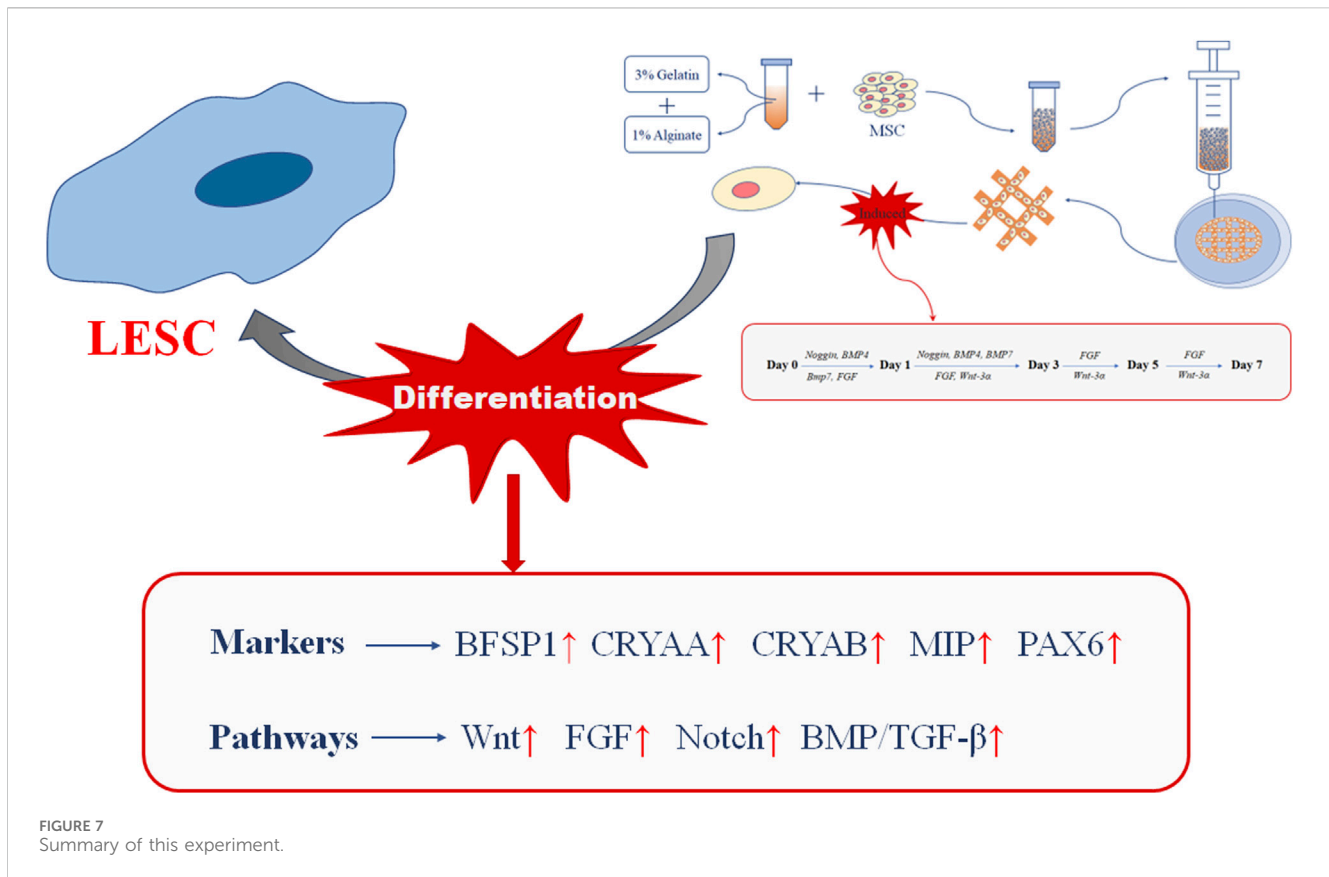 3% Gelatin
+
1% Alginate
+
MSC
Induced
LESC
Noggin, BMP4 Noggin, BMP4, BMP7 FGF FGF
Day 0 Day 1 Day 3 Day 5 Day 7
Bmp7, FGF FGF, Wnt-3α Wnt-3α Wnt-3α
Differentiation
Markers → BFSP1↑ CRYAA↑ CRYAB↑ MIP↑ PAX6↑
Pathways → Wnt↑ FGF↑ Notch↑ BMP/TGF-β↑
FIGURE 7
Summary of this experiment.